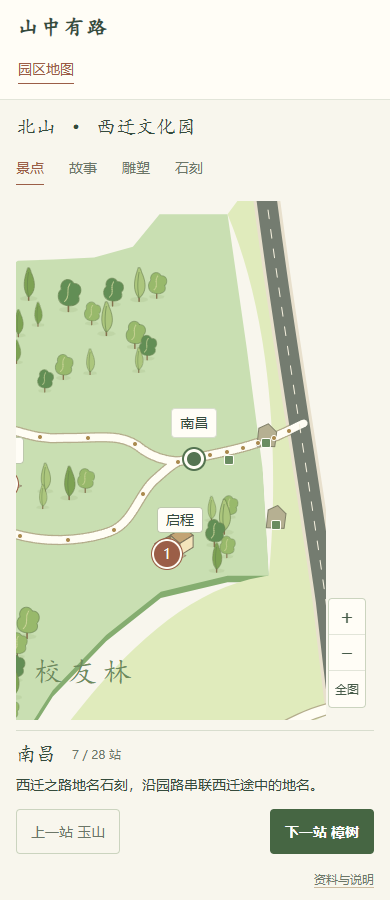 山中有路
园区地图
北山 • 西迁文化园
景点 故事 雕塑 石刻
南昌
启程
1
校友林
+
−
全图
南昌 7 / 28 站
西迁之路地名石刻，沿园路串联西迁途中的地名。
上一站 玉山 下一站 樟树
资料与说明